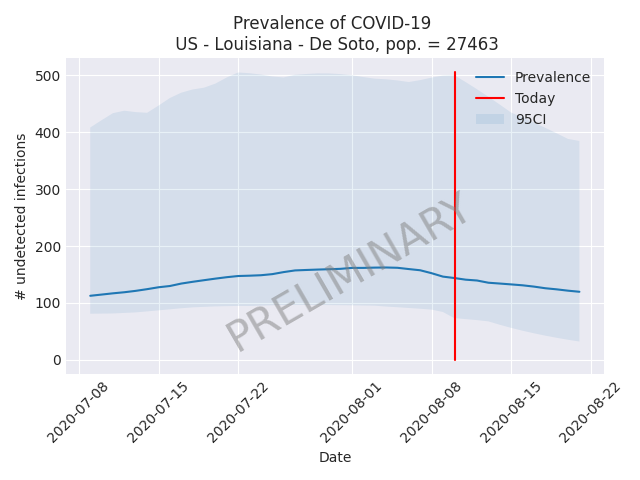 Prevalence of COVID-19
US - Louisiana - De Soto, pop. = 27463
500
400
300
200
100
0
# undetected infections
Prevalence
Today
95CI
PRELIMINARY
2020-07-08
2020-07-15
2020-07-22
2020-08-01
2020-08-08
2020-08-15
2020-08-22
Date